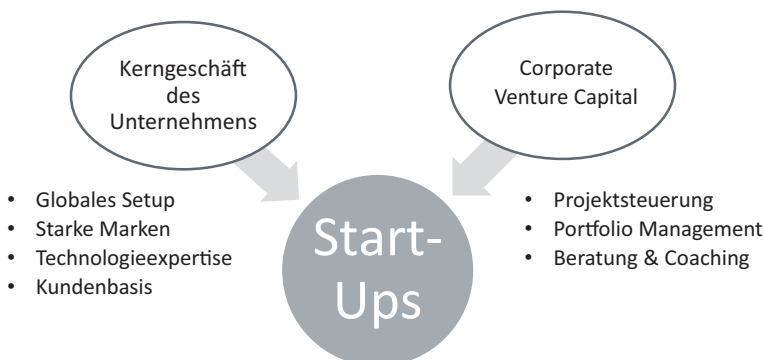 Kerngeschäft
des
Unternehmens
Corporate
Venture Capital
• Globales Setup
• Starke Marken
• Technologieexpertise
• Kundenbasis
Start-
Ups
• Projektsteuerung
• Portfolio Management
• Beratung & Coaching